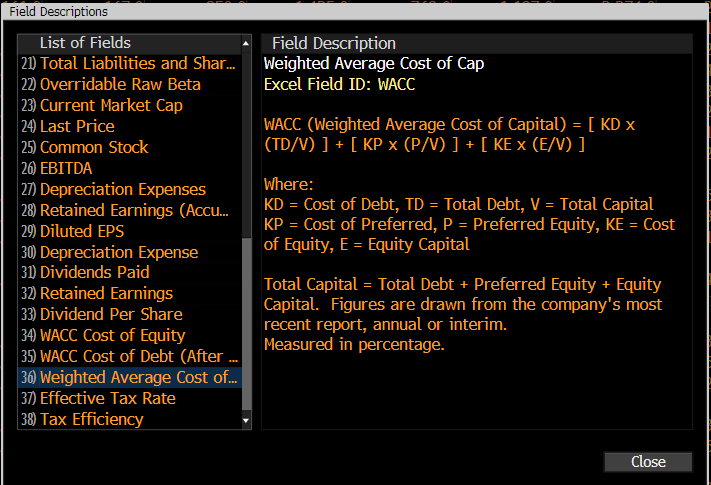 Field Descriptions
List of Fields
21) Total Liabilities and Shar...
22) Overridable Raw Beta
23) Current Market Cap
24) Last Price
25) Common Stock
26) EBITDA
27) Depreciation Expenses
28) Retained Earnings (Accu...
29) Diluted EPS
30) Depreciation Expense
31) Dividends Paid
32) Retained Earnings
33) Dividend Per Share
34) WACC Cost of Equity
35) WACC Cost of Debt (After ...
36) Weighted Average Cost of...
37) Effective Tax Rate
38) Tax Efficiency
Field Description
Weighted Average Cost of Cap
Excel Field ID: WACC
WACC (Weighted Average Cost of Capital) = [ KD x
(TD/V) ] + [ KP x (P/V) ] + [ KE x (E/V) ]
Where:
KD = Cost of Debt, TD = Total Debt, V = Total Capital
KP = Cost of Preferred, P = Preferred Equity, KE = Cost
of Equity, E = Equity Capital
Total Capital = Total Debt + Preferred Equity + Equity
Capital.  Figures are drawn from the company's most
recent report, annual or interim.
Measured in percentage.
Close